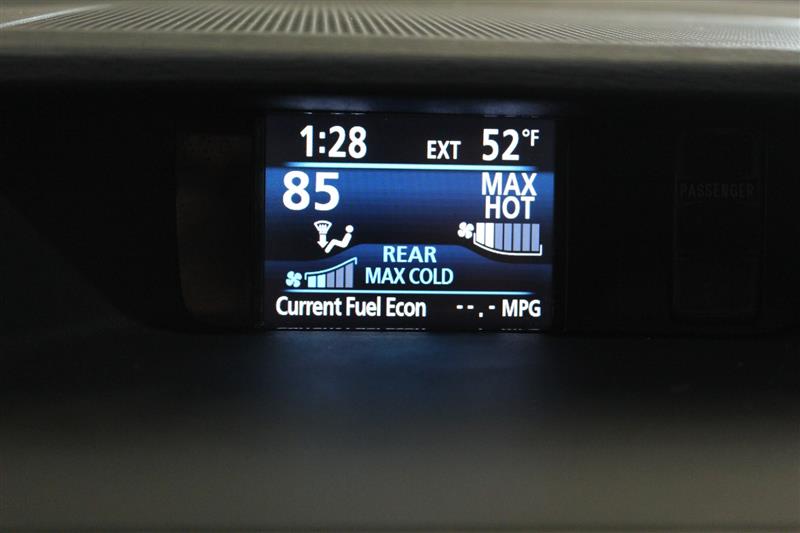 1:28 EXT 52°F
85 MAX HOT
REAR
MAX COLD
Current Fuel Econ --.- MPG
PASSENGER